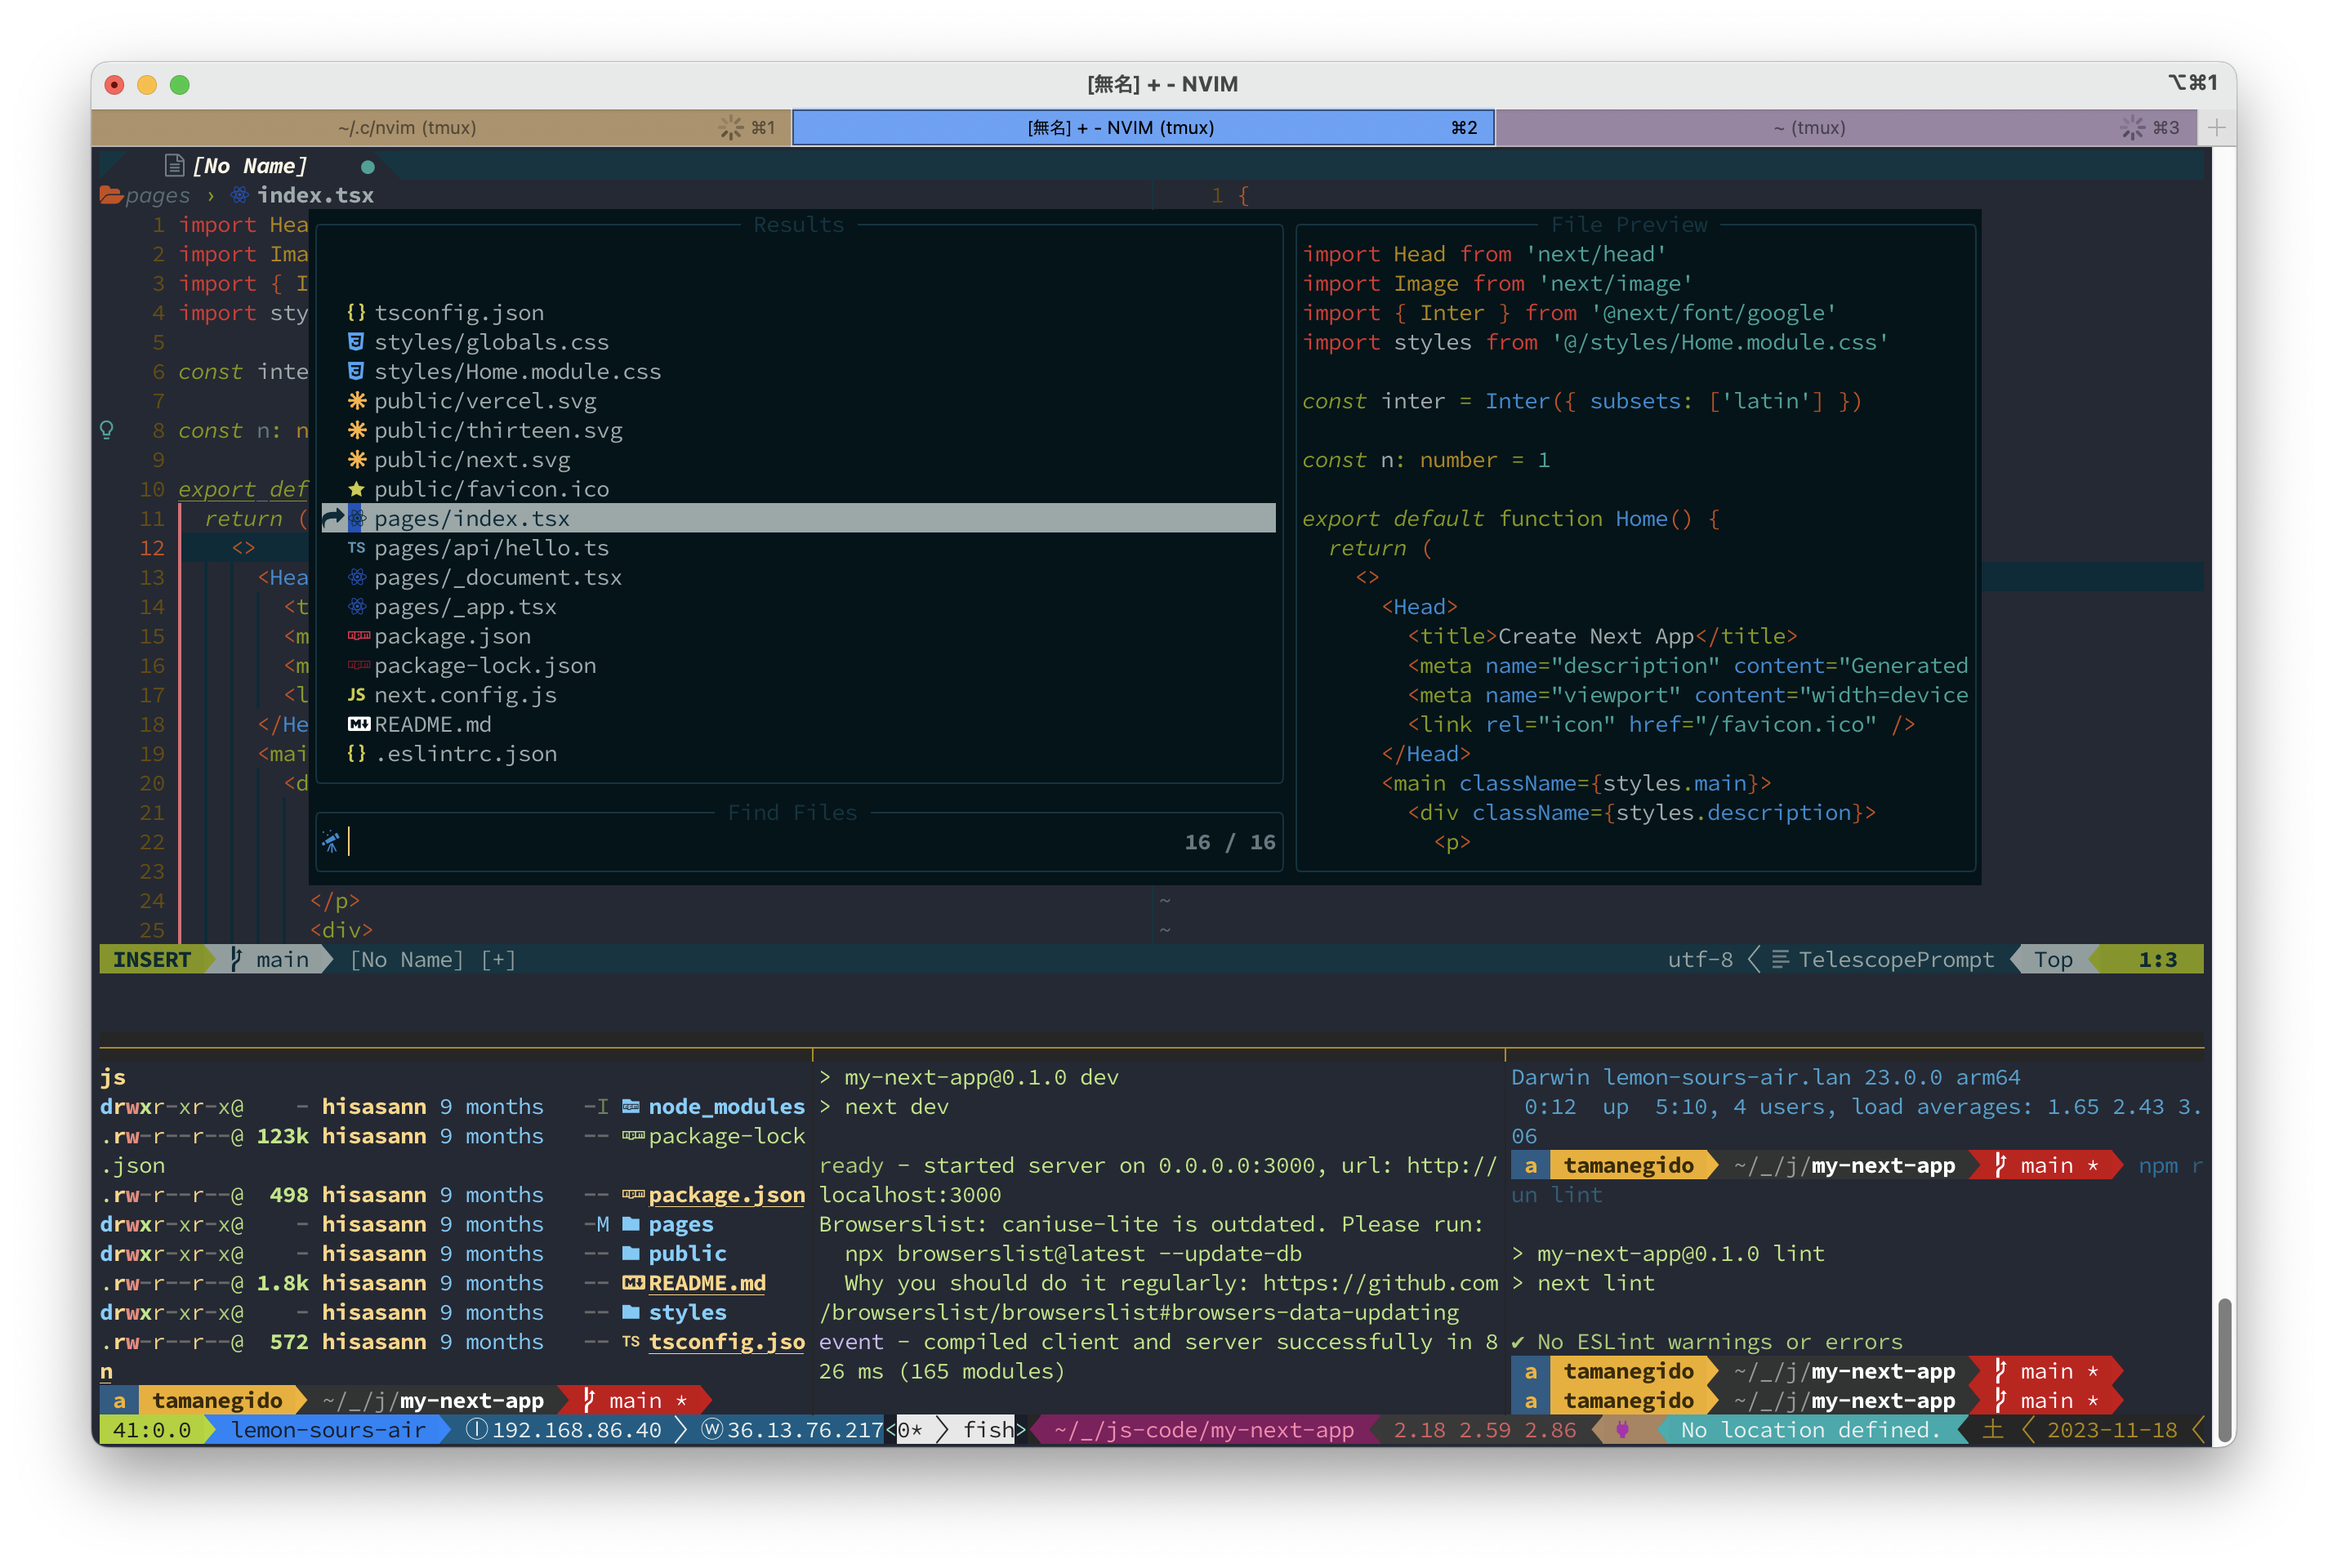 [無名] + - NVIM
⌥⌘1
~/.c/nvim (tmux) ⌘1
[無名] + - NVIM (tmux) ⌘2
~ (tmux) ⌘3
[No Name]
pages › index.tsx
1 import Hea
2 import Ima
3 import { I
4 import sty
5
6 const inte
7
8 const n: n
9
10 export def
11 return (
12 <>
13 <Hea
14 <t
15 <m
16 <m
17 <l
18 </He
19 <mai
20 <d
21
22
23
24 </p>
25 <div>
1 {
~
~
Results
tsconfig.json
styles/globals.css
styles/Home.module.css
public/vercel.svg
public/thirteen.svg
public/next.svg
public/favicon.ico
pages/index.tsx
TS pages/api/hello.ts
pages/_document.tsx
pages/_app.tsx
package.json
package-lock.json
JS next.config.js
README.md
{} .eslintrc.json
Find Files
16 / 16
File Preview
import Head from 'next/head'
import Image from 'next/image'
import { Inter } from '@next/font/google'
import styles from '@/styles/Home.module.css'
const inter = Inter({ subsets: ['latin'] })
const n: number = 1
export default function Home() {
return (
<>
<Head>
<title>Create Next App</title>
<meta name="description" content="Generated
<meta name="viewport" content="width=device
<link rel="icon" href="/favicon.ico" />
</Head>
<main className={styles.main}>
<div className={styles.description}>
<p>
INSERT main [No Name] [+]
utf-8 TelescopePrompt Top 1:3
js
drwxr-xr-x@ - hisasann 9 months -I node_modules
.rw-r--r--@ 123k hisasann 9 months -- package-lock
.json
.rw-r--r--@ 498 hisasann 9 months -- package.json
drwxr-xr-x@ - hisasann 9 months -M pages
drwxr-xr-x@ - hisasann 9 months -- public
.rw-r--r--@ 1.8k hisasann 9 months -- README.md
drwxr-xr-x@ - hisasann 9 months -- styles
.rw-r--r--@ 572 hisasann 9 months -- TS tsconfig.jso
n
a tamanegido ~/_/j/my-next-app main *
> my-next-app@0.1.0 dev
> next dev
ready - started server on 0.0.0.0:3000, url: http://
localhost:3000
Browserslist: caniuse-lite is outdated. Please run:
npx browserslist@latest --update-db
Why you should do it regularly: https://github.com
/browserslist/browserslist#browsers-data-updating
event - compiled client and server successfully in 8
26 ms (165 modules)
Darwin lemon-sours-air.lan 23.0.0 arm64
0:12 up 5:10, 4 users, load averages: 1.65 2.43 3.
06
a tamanegido ~/_/j/my-next-app main * npm r
un lint
> my-next-app@0.1.0 lint
> next lint
✔ No ESLint warnings or errors
a tamanegido ~/_/j/my-next-app main *
a tamanegido ~/_/j/my-next-app main *
41:0.0 lemon-sours-air Ⓛ192.168.86.40 Ⓦ36.13.76.217<0* fish> ~/_/js-code/my-next-app 2.18 2.59 2.86 No location defined. 土 2023-11-18